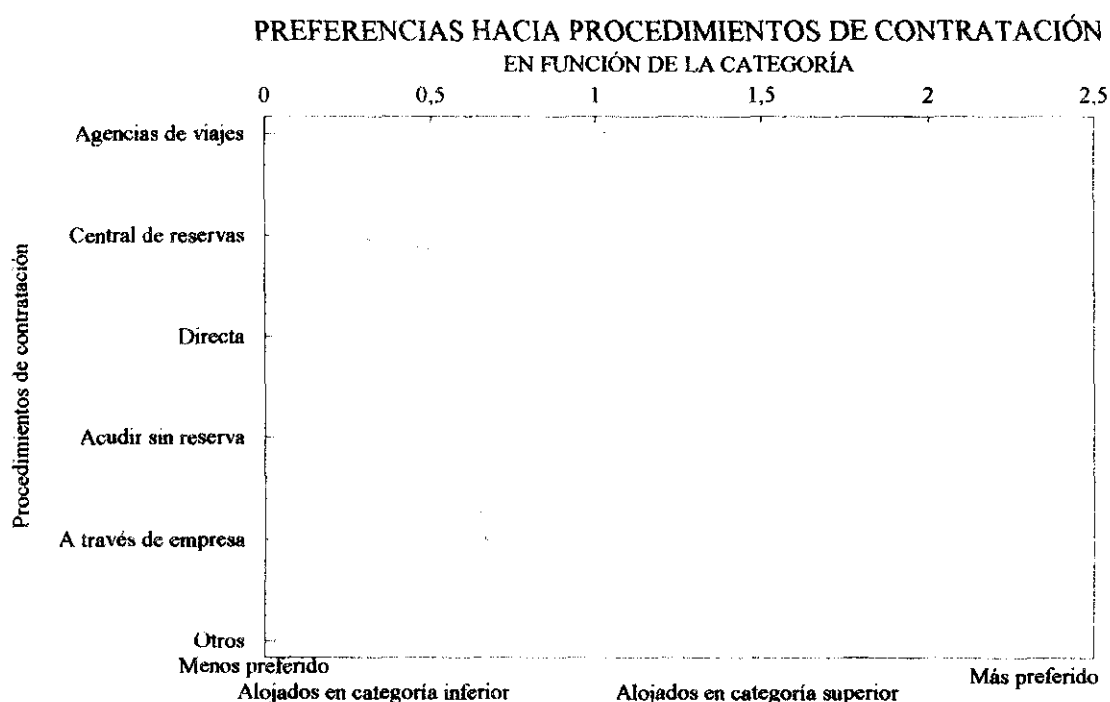 PREFERENCIAS HACIA PROCEDIMIENTOS DE CONTRATACIÓN
EN FUNCIÓN DE LA CATEGORÍA
0 0,5 1 1,5 2 2,5
Procedimientos de contratación
Agencias de viajes
Central de reservas
Directa
Acudir sin reserva
A través de empresa
Otros
Menos preferido Más preferido
Alojados en categoría inferior Alojados en categoría superior